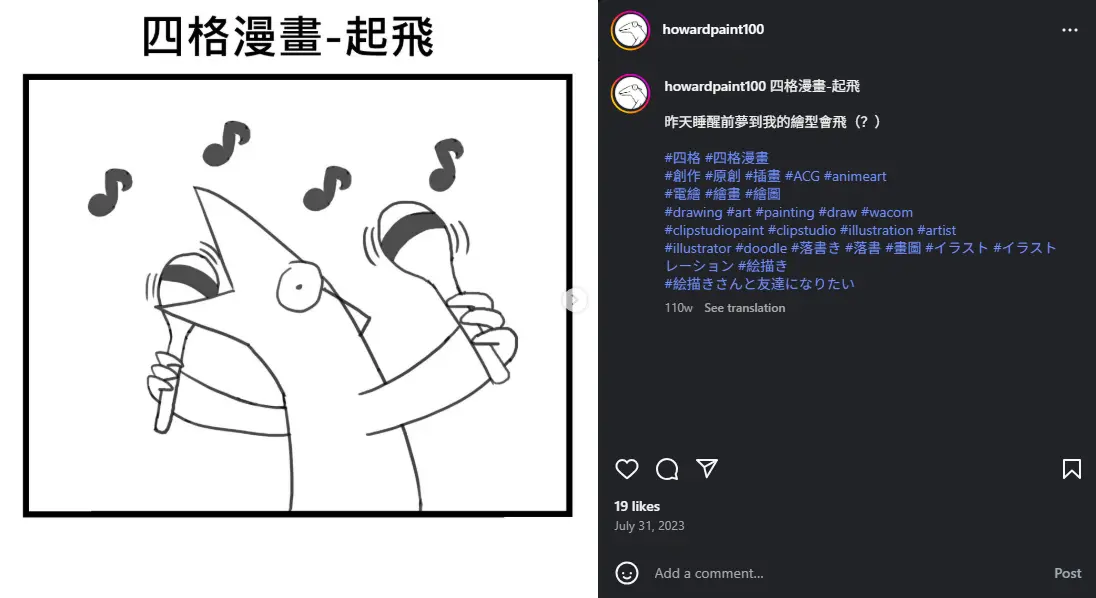 四格漫畫-起飛
howardpaint100
howardpaint100 四格漫畫-起飛
昨天睡醒前夢到我的繪型會飛（? ）
#四格 #四格漫畫
#創作 #原創 #插畫 #ACG #animeart
#電繪 #繪畫 #繪圖
#drawing #art #painting #draw #wacom
#clipstudiopaint #clipstudio #illustration #artist
#illustrator #doodle #落書き #落書 #畫圖 #イラスト #イラスト
レーション #絵描き
#絵描きさんと友達になりたい
110w See translation
19 likes
July 31, 2023
Add a comment...
Post